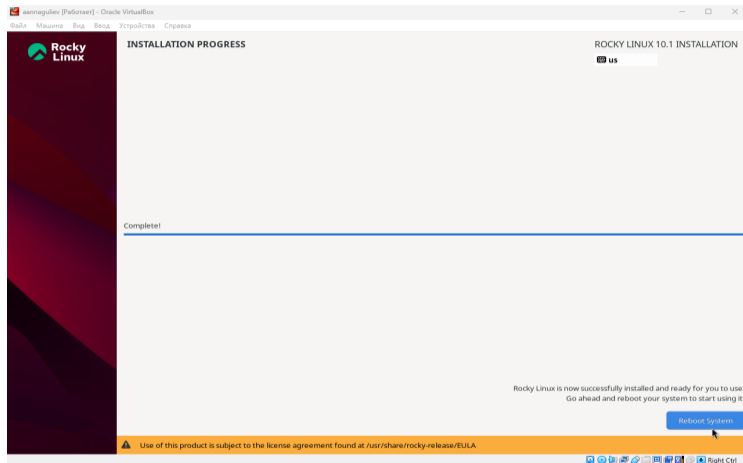 aannaguliev [Работает] - Oracle VirtualBox
Файл Машина Вид Ввод Устройства Справка
Rocky
Linux
INSTALLATION PROGRESS
ROCKY LINUX 10.1 INSTALLATION
us
Complete!
Rocky Linux is now successfully installed and ready for you to use
Go ahead and reboot your system to start using it
Reboot System
Use of this product is subject to the license agreement found at /usr/share/rocky-release/EULA
Right Ctrl